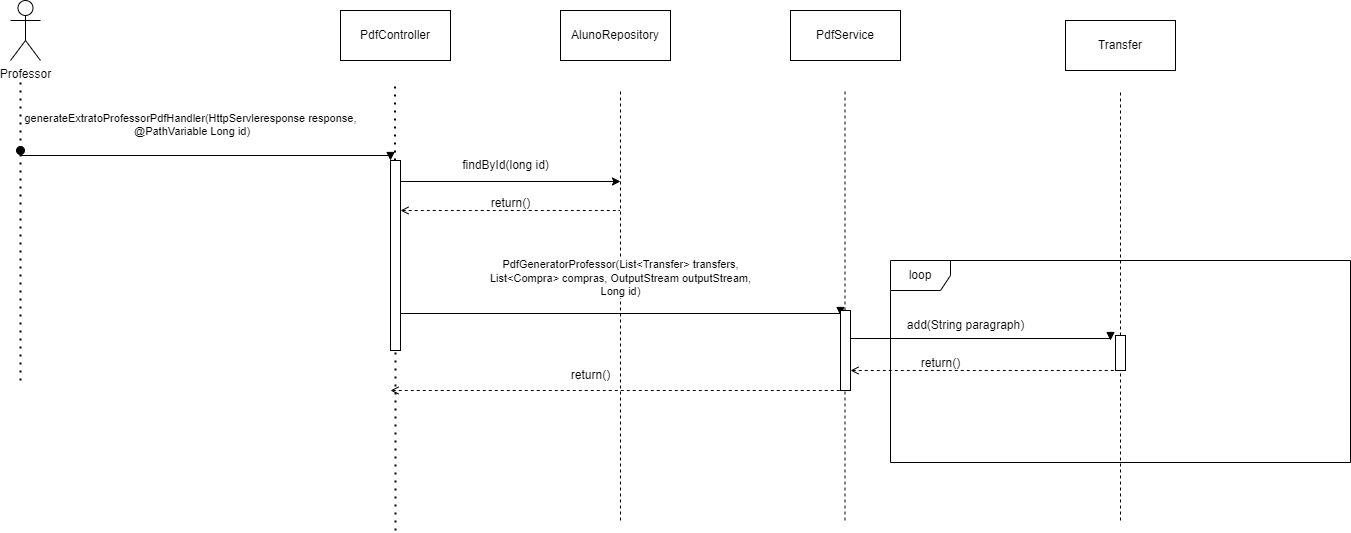 Professor
PdfController
AlunoRepository
PdfService
Transfer
generateExtratoProfessorPdfHandler(HttpServleresponse response,
@PathVariable Long id)
findById(long id)
return()
PdfGeneratorProfessor(List<Transfer> transfers,
List<Compra> compras, OutputStream outputStream,
Long id)
loop
add(String paragraph)
return()
return()